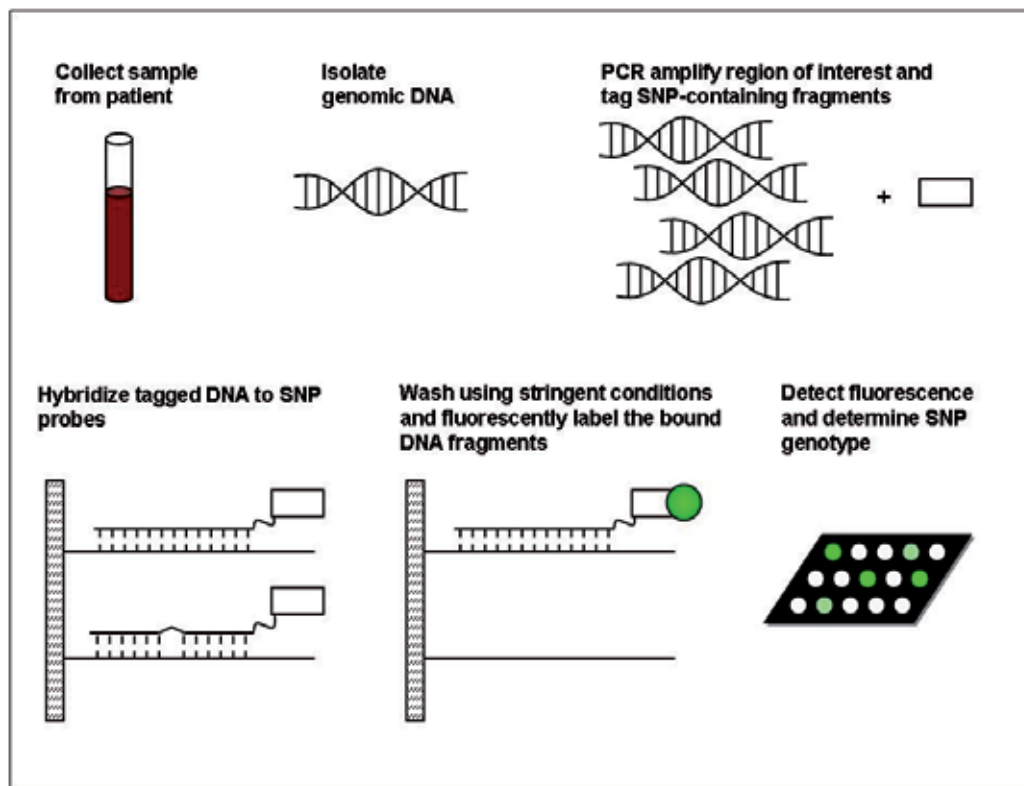 Collect sample
from patient
Isolate
genomic DNA
PCR amplify region of interest and
tag SNP-containing fragments
+
Hybridize tagged DNA to SNP
probes
Wash using stringent conditions
and fluorescently label the bound
DNA fragments
Detect fluorescence
and determine SNP
genotype